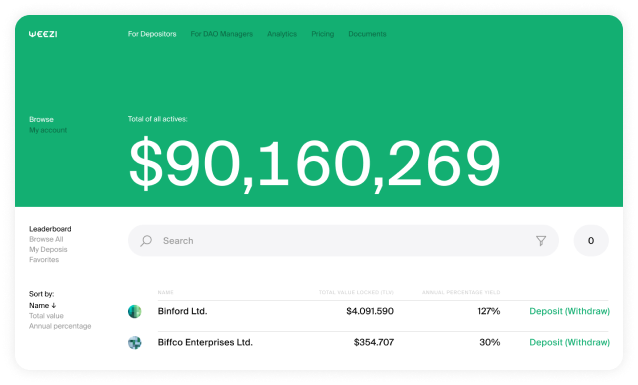 WEEZI
For Depositors For DAO Managers Analytics Pricing Documents
Browse
My account
Total of all actives:
$90,160,269
Leaderboard
Browse All
My Deposis
Favorites
Search
0
Sort by:
Name ↓
Total value
Annual percentage
NAME TOTAL VALUE LOCKED (TLV) ANNUAL PERCENTAGE YIELD
Binford Ltd. $4.091.590 127% Deposit (Withdraw)
Biffco Enterprises Ltd. $354.707 30% Deposit (Withdraw)